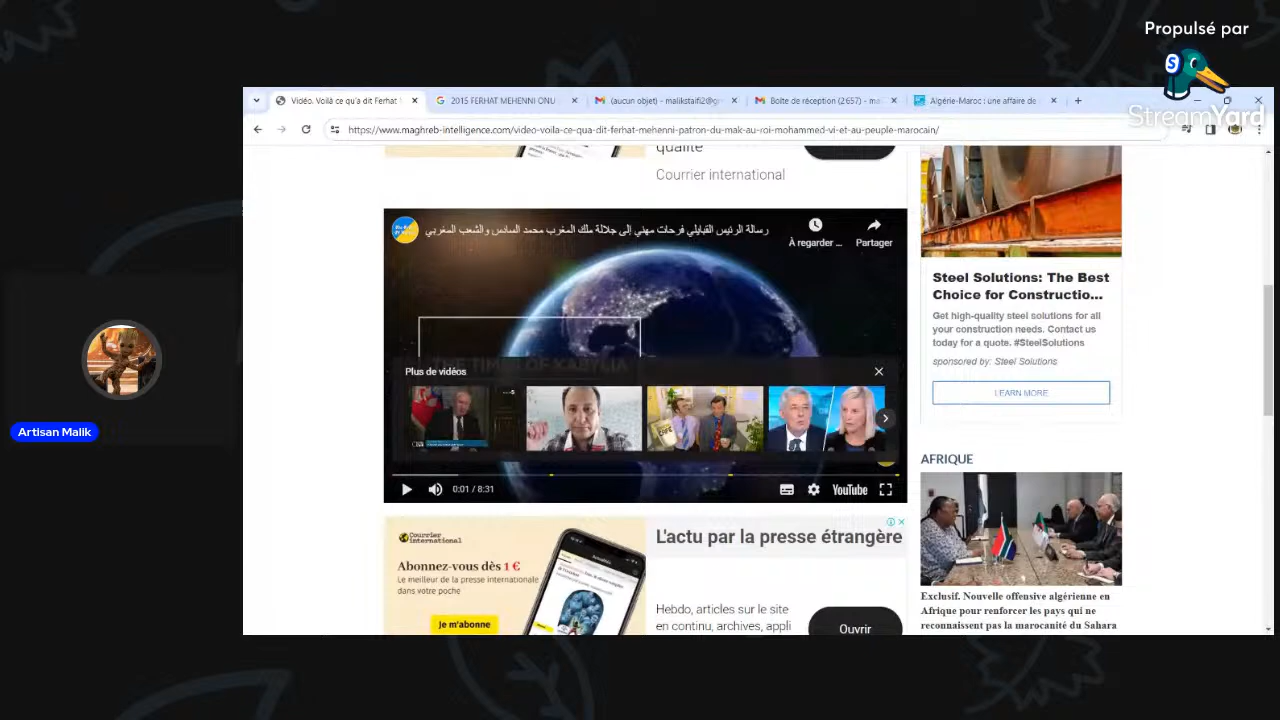 Propulsé par
StreamYard
Vidéo. Voilà ce qu'a dit Ferhat
2015 FERHAT MEHENNI ONU
(aucun objet) - malikstaifi2@g
Boîte de réception (2 657) - m
Algérie-Maroc : une affaire de
https://www.maghreb-intelligence.com/video-voila-ce-qua-dit-ferhat-mehenni-patron-du-mak-au-roi-mohammed-vi-et-au-peuple-marocain/
qualité
Courrier international
رسالة الرئيس القبايلي فرحات مهني إلى جلالة ملك المغرب محمد السادس والشعب المغربي
À regarder ...
Partager
THE TIMES OF KABYLIA
Plus de vidéos
0:01 / 8:31
YouTube
Steel Solutions: The Best
Choice for Constructio...
Get high-quality steel solutions for all
your construction needs. Contact us
today for a quote. #SteelSolutions
sponsored by: Steel Solutions
LEARN MORE
AFRIQUE
Exclusif. Nouvelle offensive algérienne en
Afrique pour renforcer les pays qui ne
reconnaissent pas la marocanité du Sahara
Courrier
international
Abonnez-vous dès 1 €
Le meilleur de la presse internationale
dans votre poche
Je m'abonne
L'actu par la presse étrangère
Hebdo, articles sur le site
en continu, archives, appli
Ouvrir
Artisan Malik